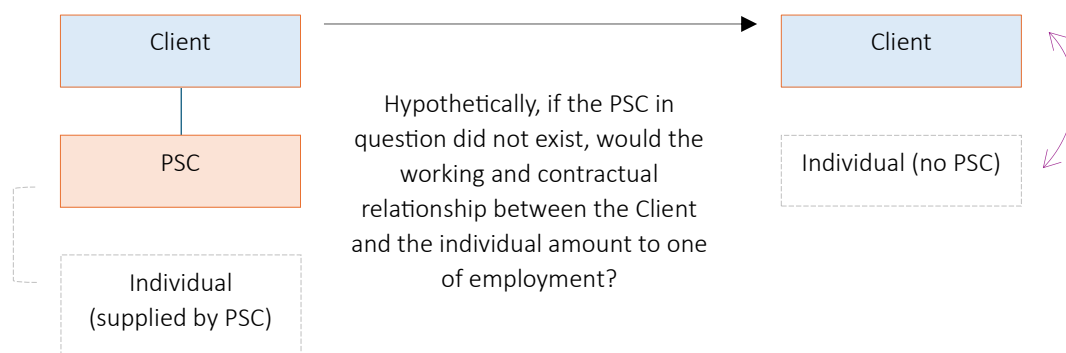 Client
PSC
Individual
(supplied by PSC)
Hypothetically, if the PSC in
question did not exist, would the
working and contractual
relationship between the Client
and the individual amount to one
of employment?
Client
Individual (no PSC)